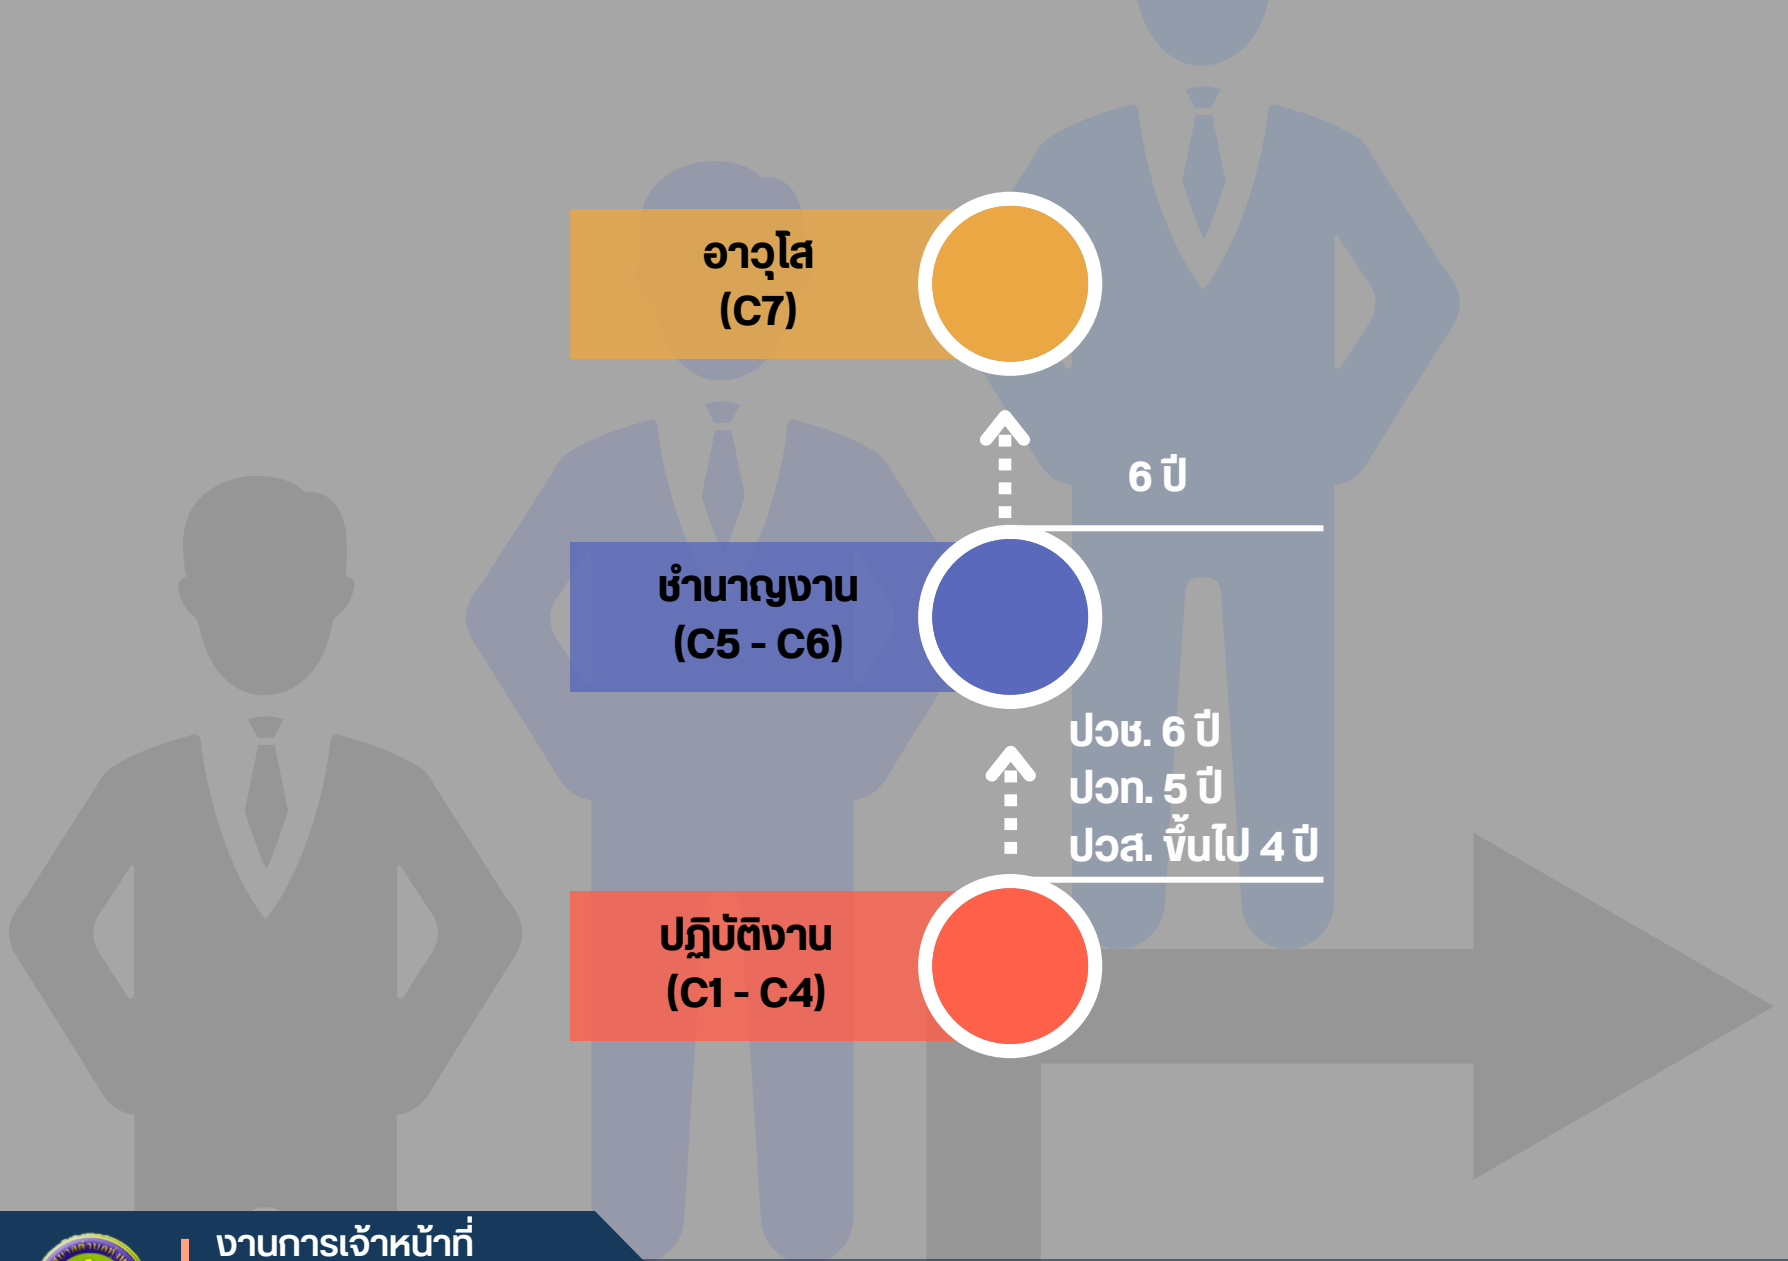 อาวุโส
(C7)
6 ปี
ชำนาญงาน
(C5 - C6)
ปวช. 6 ปี
ปวท. 5 ปี
ปวส. ขึ้นไป 4 ปี
ปฏิบัติงาน
(C1 - C4)
งานการเจ้าหน้าที่